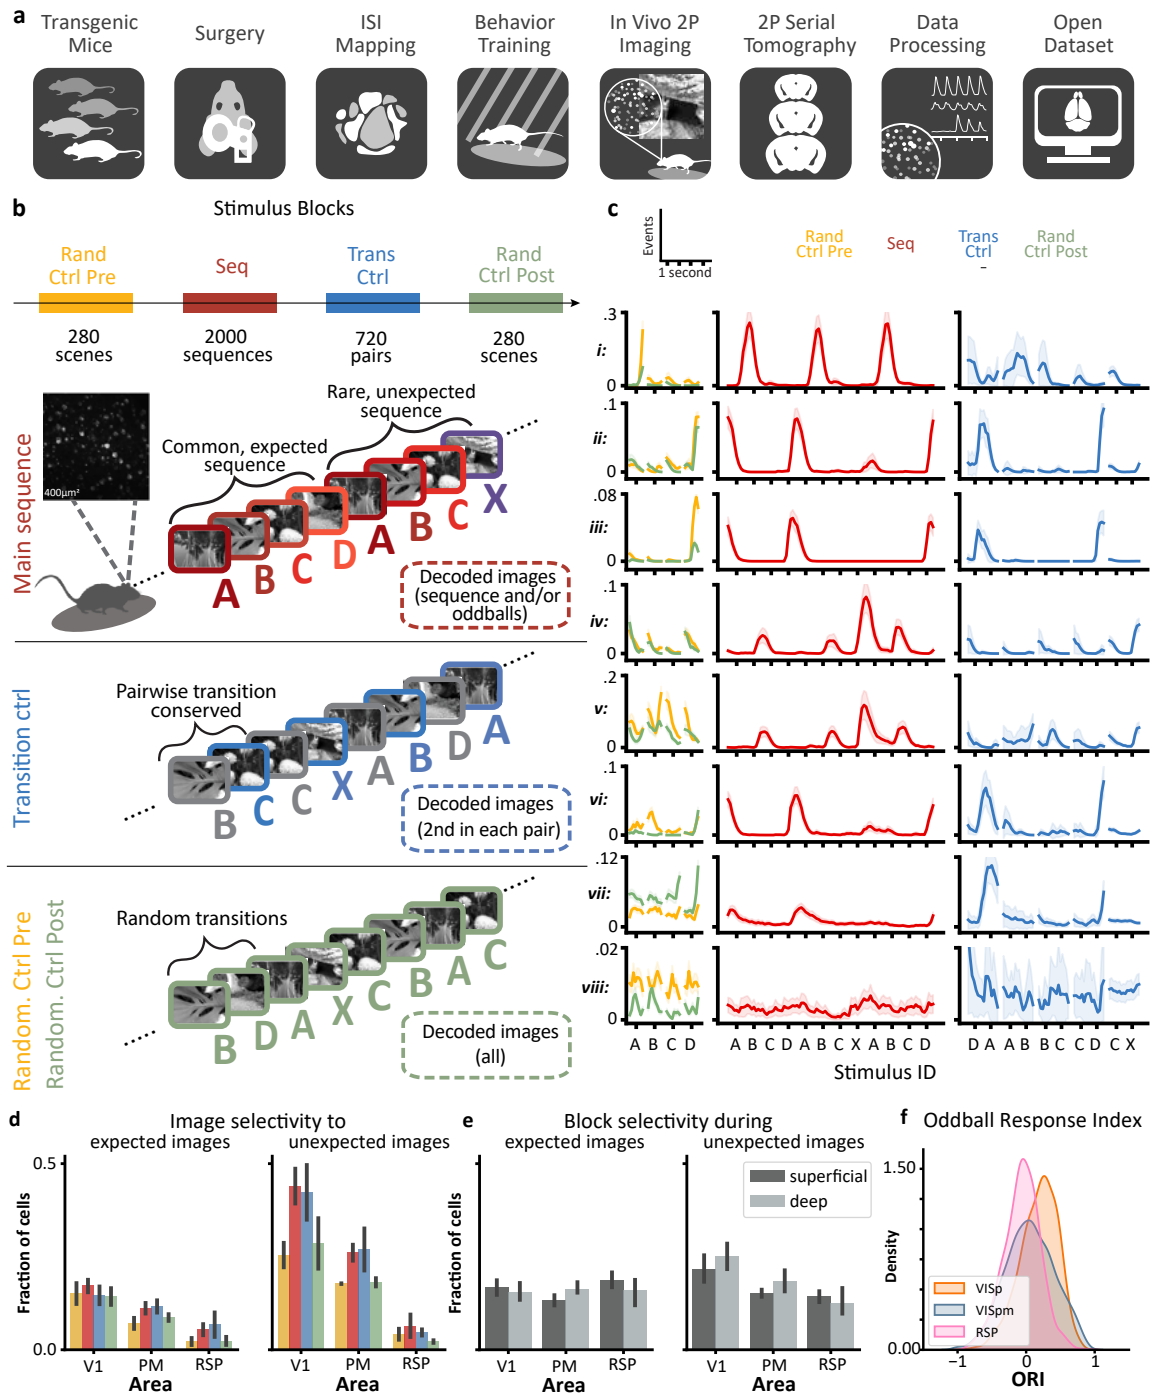 a
Transgenic Mice
Surgery
ISI Mapping
Behavior Training
In Vivo 2P Imaging
2P Serial Tomography
Data Processing
Open Dataset
b
Stimulus Blocks
Rand Ctrl Pre
Seq
Trans Ctrl
Rand Ctrl Post
280 scenes
2000 sequences
720 pairs
280 scenes
Main sequence
400µm²
Common, expected sequence
Rare, unexpected sequence
A B C D A B C X
Decoded images (sequence and/or oddballs)
Transition ctrl
Pairwise transition conserved
B C C X A B D A
Decoded images (2nd in each pair)
Random. Ctrl Pre
Random. Ctrl Post
Random transitions
B D A X C B A C
Decoded images (all)
c
Events
1 second
Rand Ctrl Pre
Seq
Trans Ctrl
-
Rand Ctrl Post
i: .3 0
ii: .1 0
iii: .08 0
iv: 0
v: .2 0
vi: .1 0
vii: .12 0
viii: .02 0
A B C D
A B C D A B C X A B C D
D A A B B C C D C X
Stimulus ID
d
Image selectivity to
expected images
unexpected images
Fraction of cells
0.5
0.0
V1 PM RSP
Area
V1 PM RSP
Area
e
Block selectivity during
expected images
unexpected images
Fraction of cells
superficial
deep
V1 PM RSP
Area
V1 PM RSP
Area
f
Oddball Response Index
Density
1.50
0.00
VISp
VISpm
RSP
−1 0 1
ORI